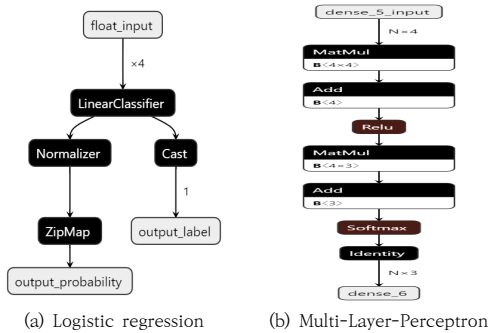 float_input
×4
LinearClassifier
Normalizer
Cast
1
ZipMap
output_label
output_probability
(a) Logistic regression
dense_5_input
N×4
MatMul
B⟨4×4⟩
Add
B⟨4⟩
Relu
MatMul
B⟨4×3⟩
Add
B⟨3⟩
Softmax
Identity
N×3
dense_6
(b) Multi-Layer-Perceptron